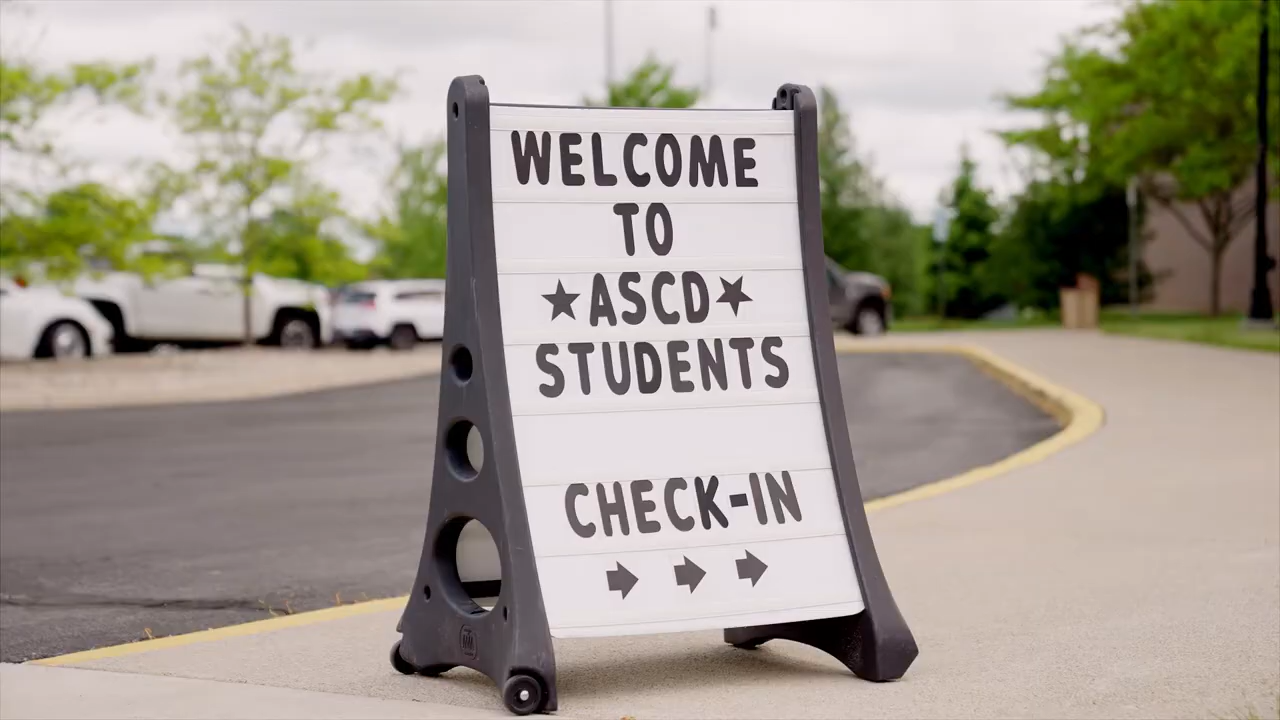 WELCOME
TO
★ASCD★
STUDENTS
CHECK-IN